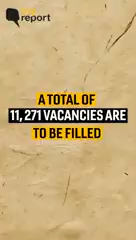 report
A TOTAL OF
11, 271 VACANCIES ARE
TO BE FILLED